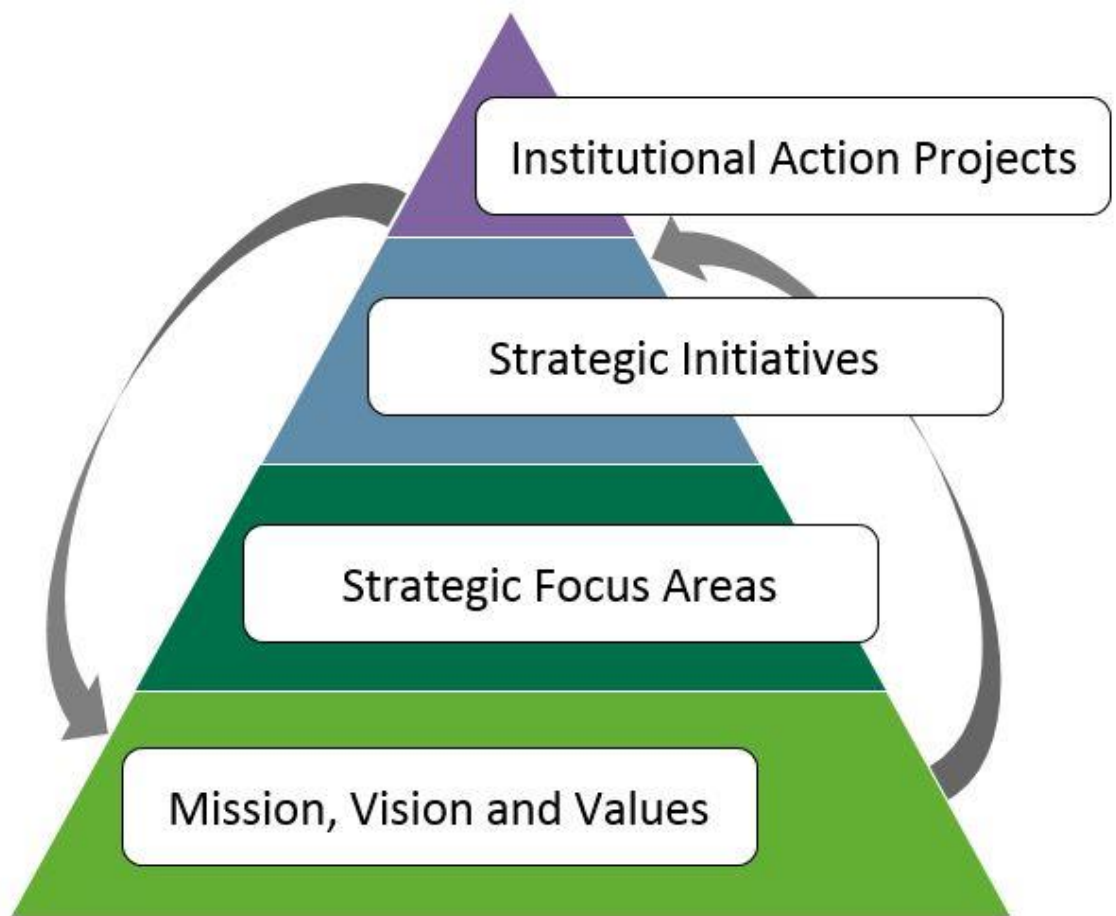 Institutional Action Projects
Strategic Initiatives
Strategic Focus Areas
Mission, Vision and Values